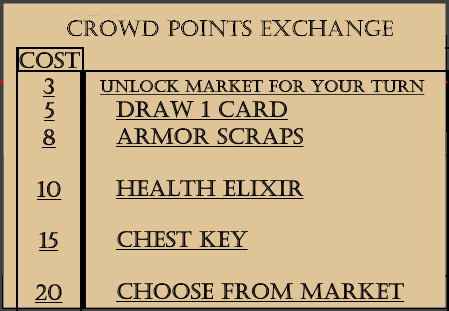 CROWD POINTS EXCHANGE
COST
3 UNLOCK MARKET FOR YOUR TURN
5 DRAW 1 CARD
8 ARMOR SCRAPS
10 HEALTH ELIXIR
15 CHEST KEY
20 CHOOSE FROM MARKET